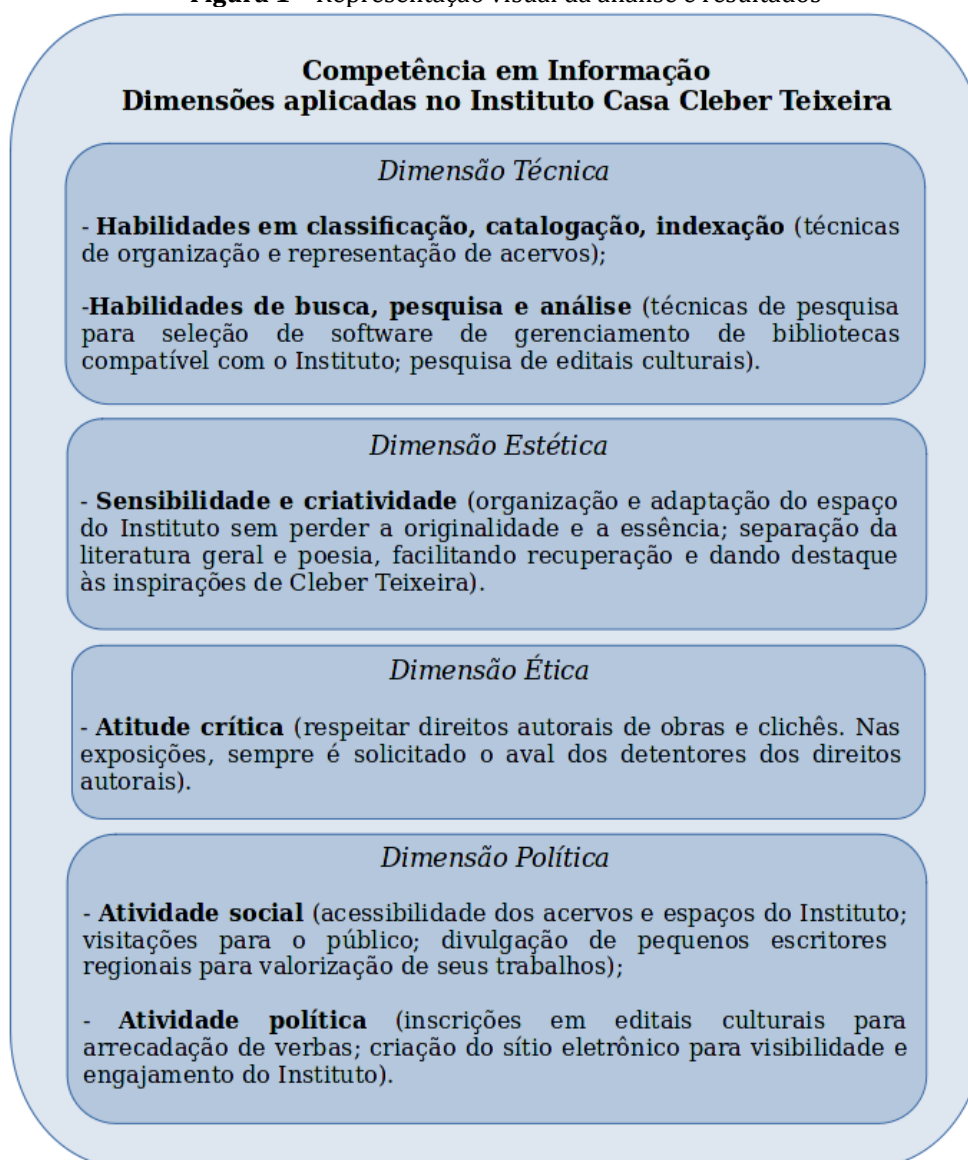 Figura 1 – Representação visual da análise e resultados
Competência em Informação
Dimensões aplicadas no Instituto Casa Cleber Teixeira
Dimensão Técnica
- Habilidades em classificação, catalogação, indexação (técnicas
de organização e representação de acervos);
-Habilidades de busca, pesquisa e análise (técnicas de pesquisa
para seleção de software de gerenciamento de bibliotecas
compatível com o Instituto; pesquisa de editais culturais).
Dimensão Estética
- Sensibilidade e criatividade (organização e adaptação do espaço
do Instituto sem perder a originalidade e a essência; separação da
literatura geral e poesia, facilitando recuperação e dando destaque
às inspirações de Cleber Teixeira).
Dimensão Ética
- Atitude crítica (respeitar direitos autorais de obras e clichês. Nas
exposições, sempre é solicitado o aval dos detentores dos direitos
autorais).
Dimensão Política
- Atividade social (acessibilidade dos acervos e espaços do Instituto;
visitações para o público; divulgação de pequenos escritores
regionais para valorização de seus trabalhos);
- Atividade política (inscrições em editais culturais para
arrecadação de verbas; criação do sítio eletrônico para visibilidade e
engajamento do Instituto).